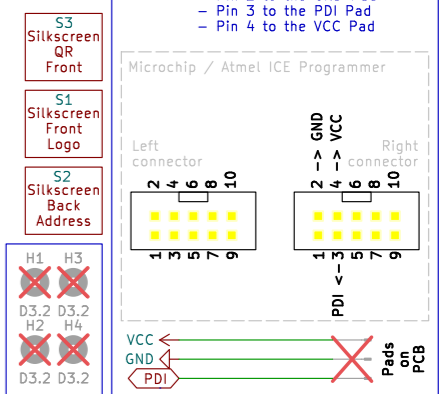 – Pin 3 to the PDI Pad
– Pin 4 to the VCC Pad
S3
Silkscreen
QR
Front
S1
Silkscreen
Front
Logo
S2
Silkscreen
Back
Address
Microchip / Atmel ICE Programmer
Left
connector
Right
connector
2 --> GND
4 --> VCC
6
8
10
2
4
6
8
10
1
3
5
7
9
1
PDI <-- 3
5
7
9
H1 H3
D3.2 D3.2
H2 H4
D3.2 D3.2
VCC
GND
PDI
Pads
on
PCB